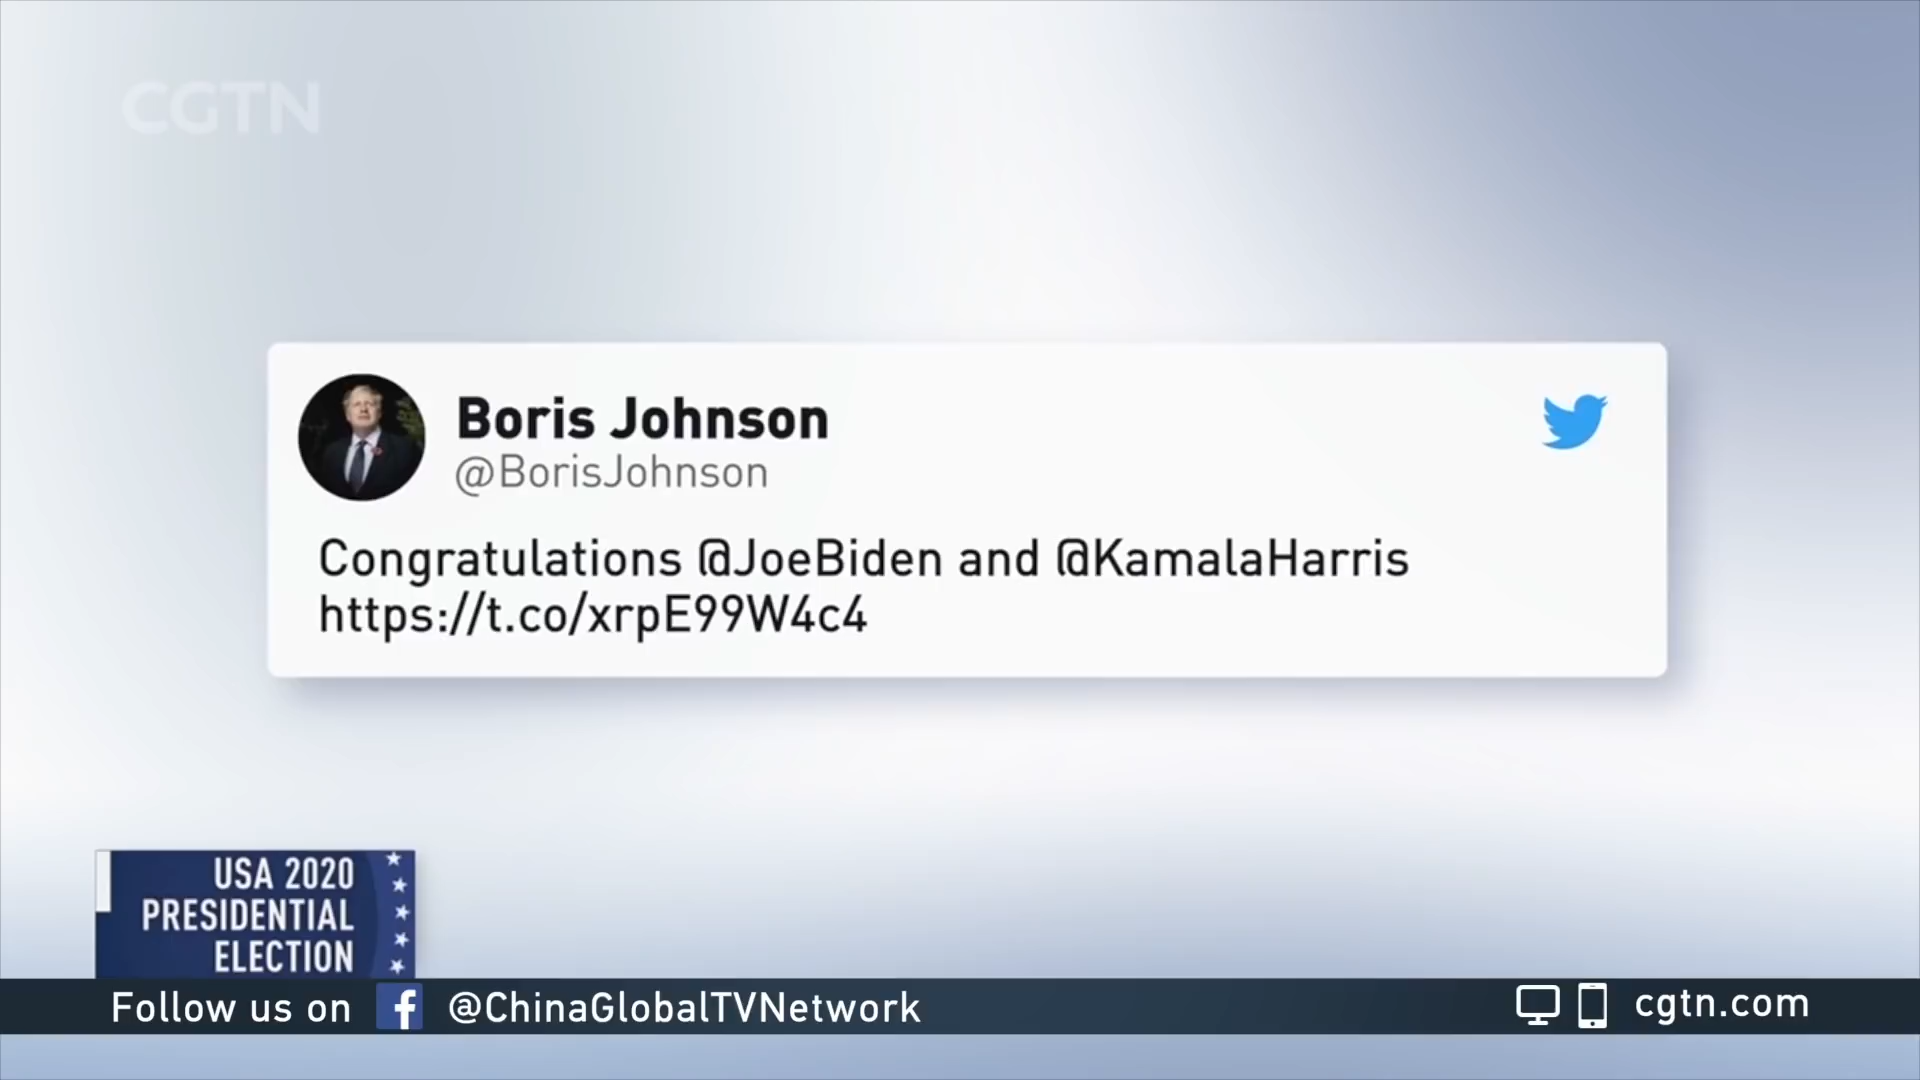 CGTN
Boris Johnson
@BorisJohnson
Congratulations @JoeBiden and @KamalaHarris
https://t.co/xrpE99W4c4
USA 2020
PRESIDENTIAL
ELECTION
Follow us on f @ChinaGlobalTVNetwork
cgtn.com